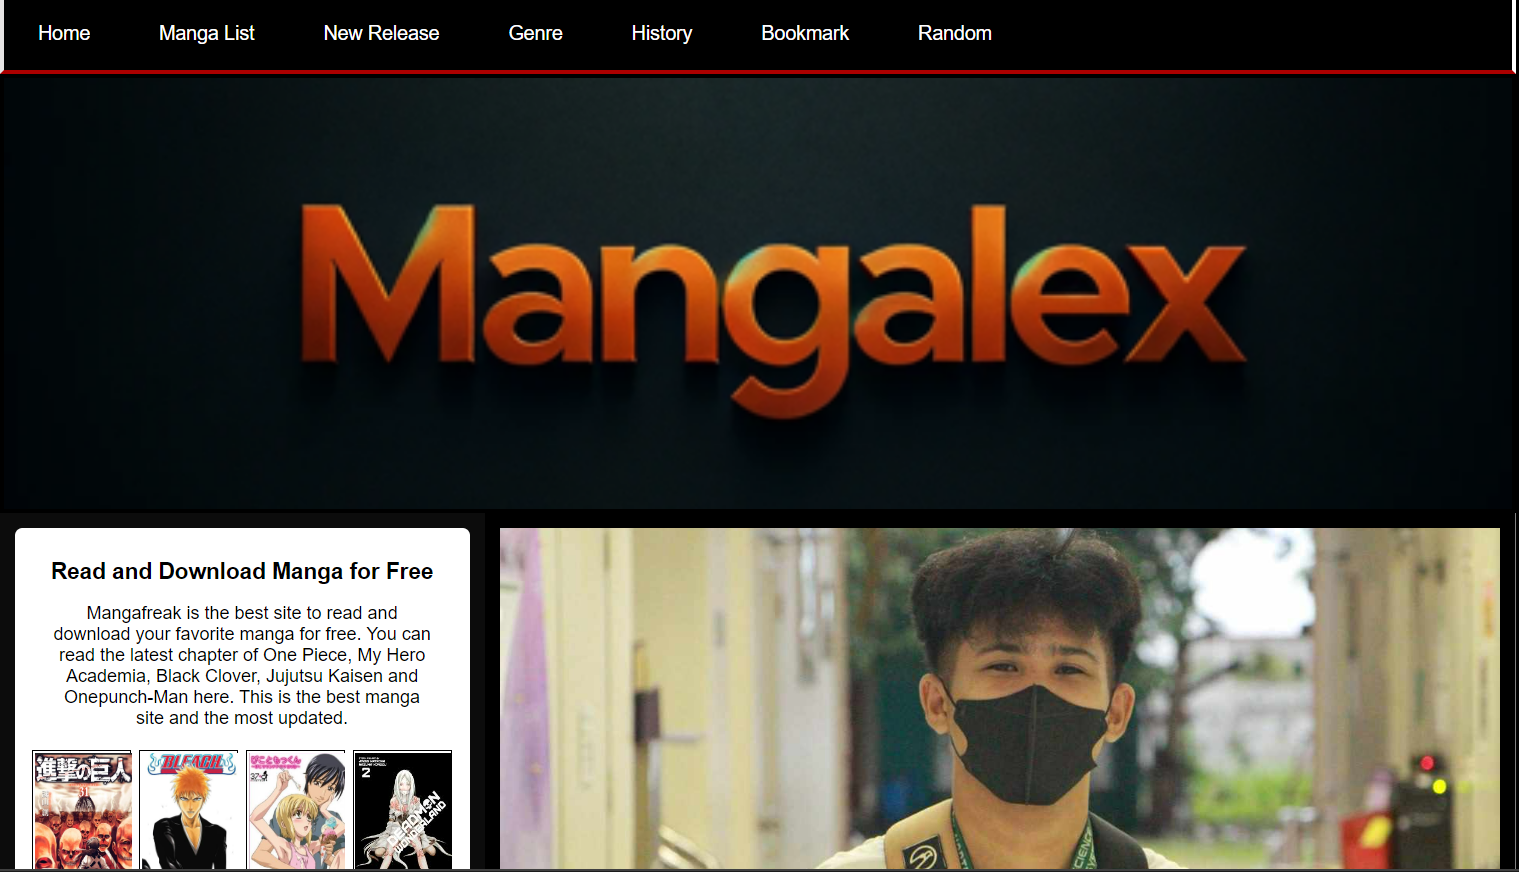 Home Manga List New Release Genre History Bookmark Random
Mangalex
Read and Download Manga for Free
Mangafreak is the best site to read and
download your favorite manga for free. You can
read the latest chapter of One Piece, My Hero
Academia, Black Clover, Jujutsu Kaisen and
Onepunch-Man here. This is the best manga
site and the most updated.
進撃の巨人
31
BLEACH
2
DEADMAN
WONDERLAND